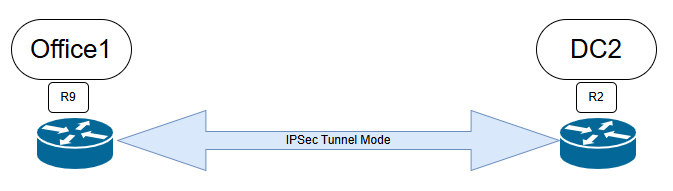 Office1
DC2
R9
R2
IPSec Tunnel Mode